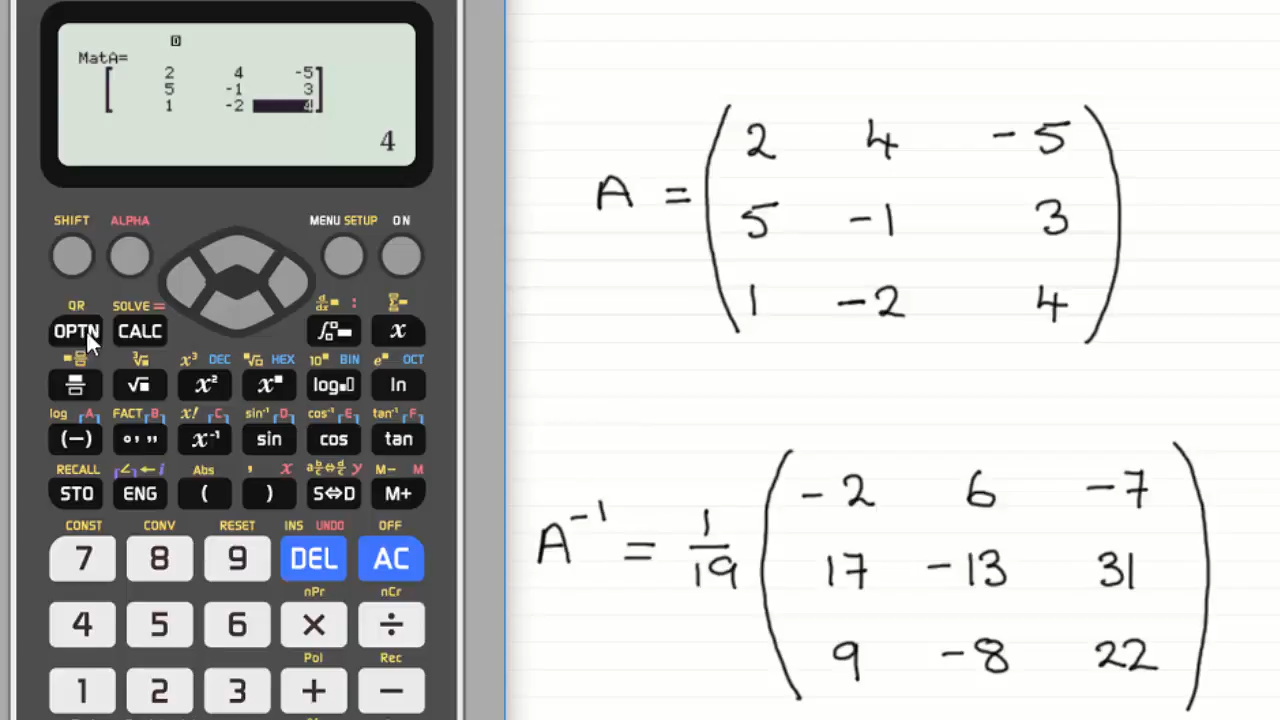 D
MatA=
2 4 -5
5 -1 3
1 -2 4
4
SHIFT ALPHA MENU SETUP ON
QR SOLVE = d/dx■ : Σ■
OPTN CALC ∫□■ x
■▤ ³√■ x³ DEC ■√□ HEX 10■ BIN e■ OCT
√■ x² x■ log■□ ln
log A FACT B x! C sin⁻¹ D cos⁻¹ E tan⁻¹ F
(−) °,,, x⁻¹ sin cos tan
RECALL ∠ ← i Abs , x a b/c⇔d/c y M− M
STO ENG ( ) S⇔D M+
CONST CONV RESET INS UNDO OFF
7 8 9 DEL AC
nPr nCr
4 5 6 × ÷
Pol Rec
1 2 3 + −
A = ( 2 4 -5
5 -1 3
1 -2 4 )
A⁻¹ = 1/19 ( -2 6 -7
17 -13 31
9 -8 22 )